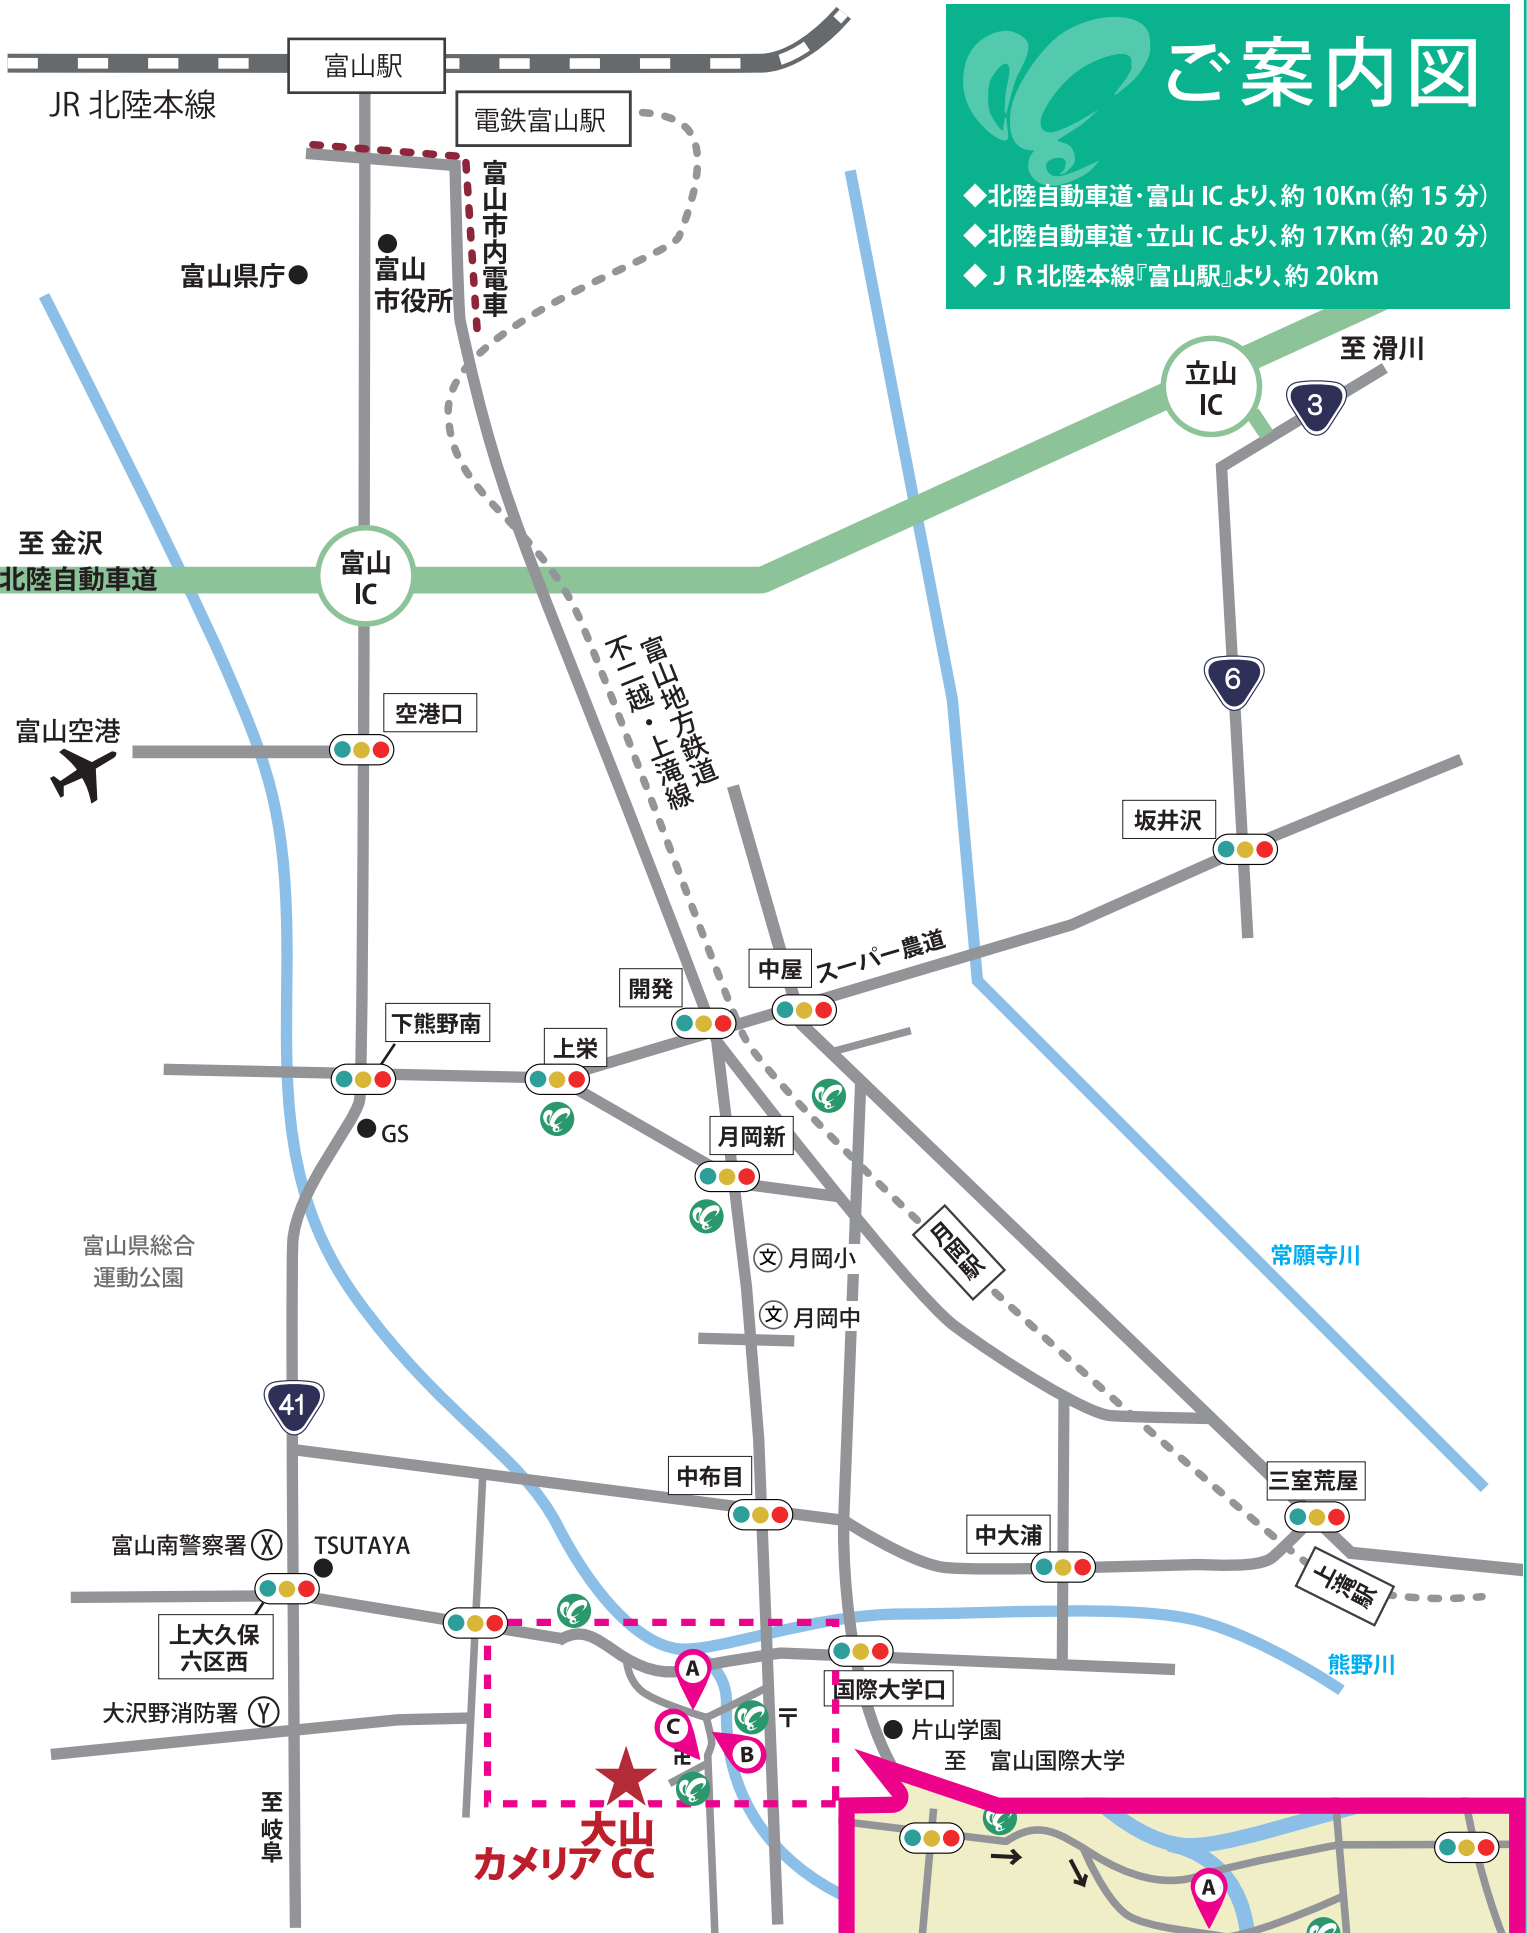 ご案内図
◆北陸自動車道・富山 IC より、約 10Km（約 15 分）
◆北陸自動車道・立山 IC より、約 17Km（約 20 分）
◆ＪＲ北陸本線『富山駅』より、約 20km
富山駅
JR 北陸本線
電鉄富山駅
富山市内電車
富山県庁
富山
市役所
至 滑川
立山
IC
3
至 金沢
北陸自動車道
富山
IC
富山地方鉄道
不二越・上滝線
6
空港口
富山空港
坂井沢
スーパー農道
中屋
開発
下熊野南
上栄
GS
月岡新
富山県総合
運動公園
文 月岡小
文 月岡中
月岡駅
常願寺川
41
中布目
三室荒屋
中大浦
富山南警察署 X
TSUTAYA
上滝駅
上大久保
六区西
熊野川
国際大学口
大沢野消防署 Y
A
C
B
〒
卍
片山学園
至　富山国際大学
至 岐阜
大山
カメリア CC
→
→
A